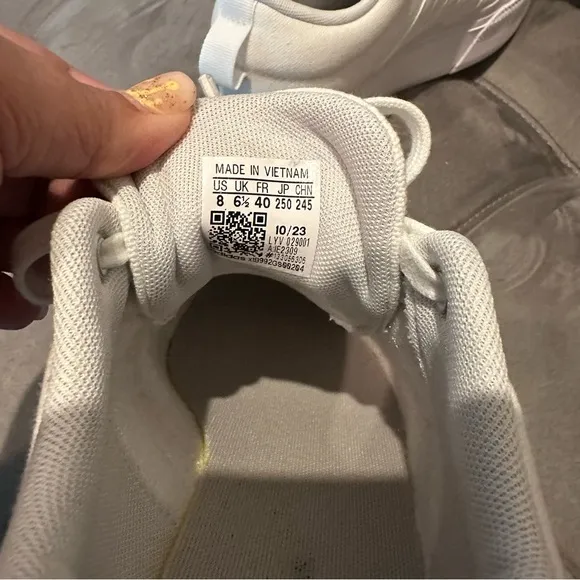 MADE IN VIETNAM
US UK FR JP CHN
8 6½ 40 250 245
10/23
LYV 029001
AJE2309
adidas